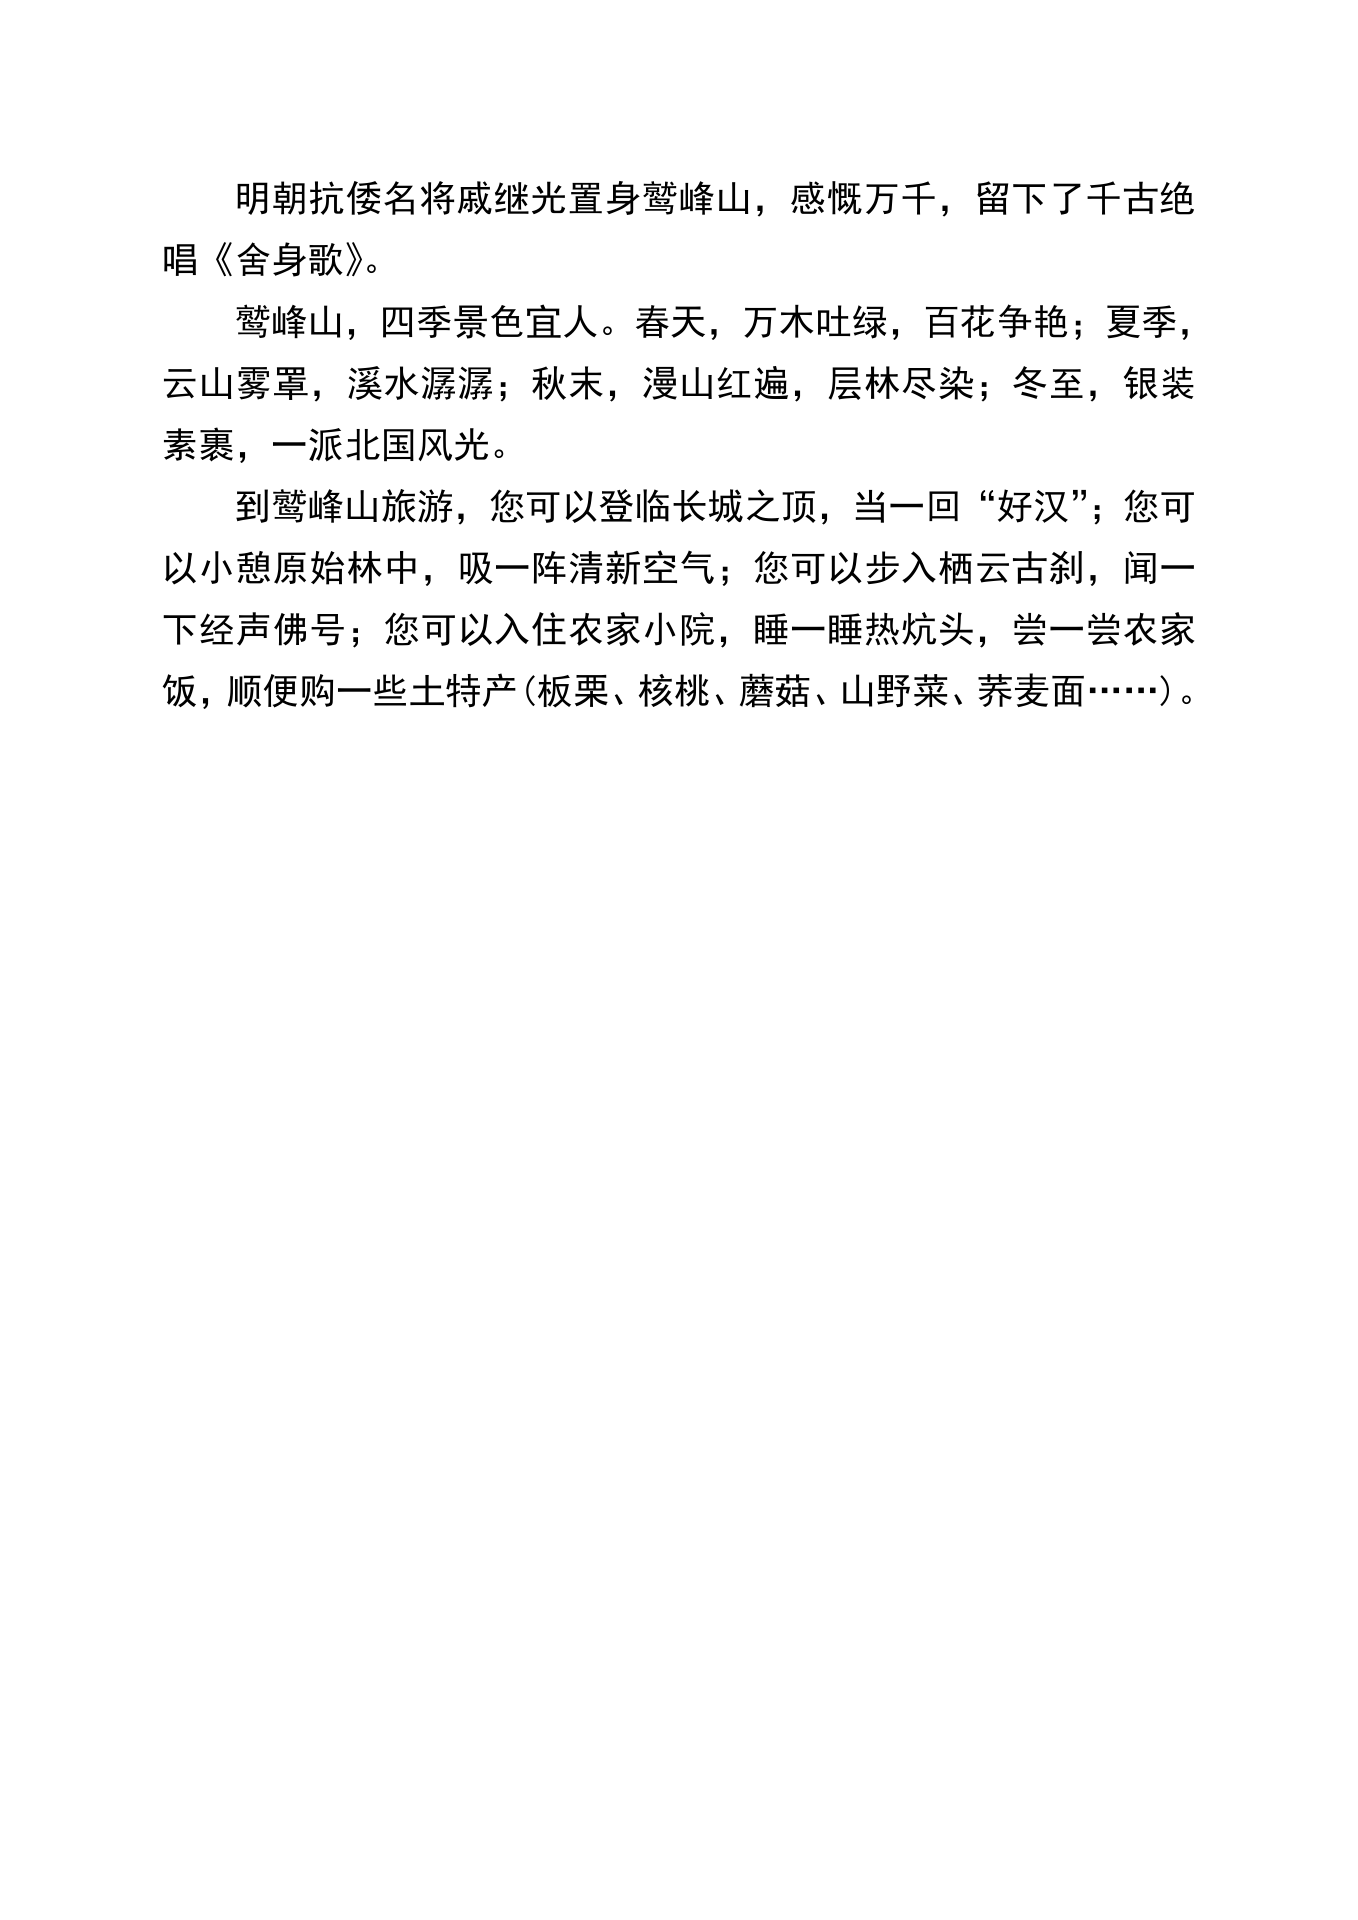 明朝抗倭名将戚继光置身鹫峰山，感慨万千，留下了千古绝
唱《舍身歌》。
鹫峰山，四季景色宜人。春天，万木吐绿，百花争艳；夏季，
云山雾罩，溪水潺潺；秋末，漫山红遍，层林尽染；冬至，银装
素裹，一派北国风光。
到鹫峰山旅游，您可以登临长城之顶，当一回“好汉”；您可
以小憩原始林中，吸一阵清新空气；您可以步入栖云古刹，闻一
下经声佛号；您可以入住农家小院，睡一睡热炕头，尝一尝农家
饭，顺便购一些土特产（板栗、核桃、蘑菇、山野菜、荞麦面……）。